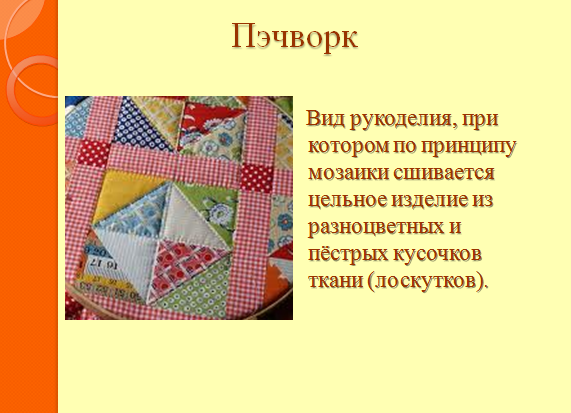 Пэчворк
Вид рукоделия, при
котором по принципу
мозаики сшивается
цельное изделие из
разноцветных и
пёстрых кусочков
ткани (лоскутков).